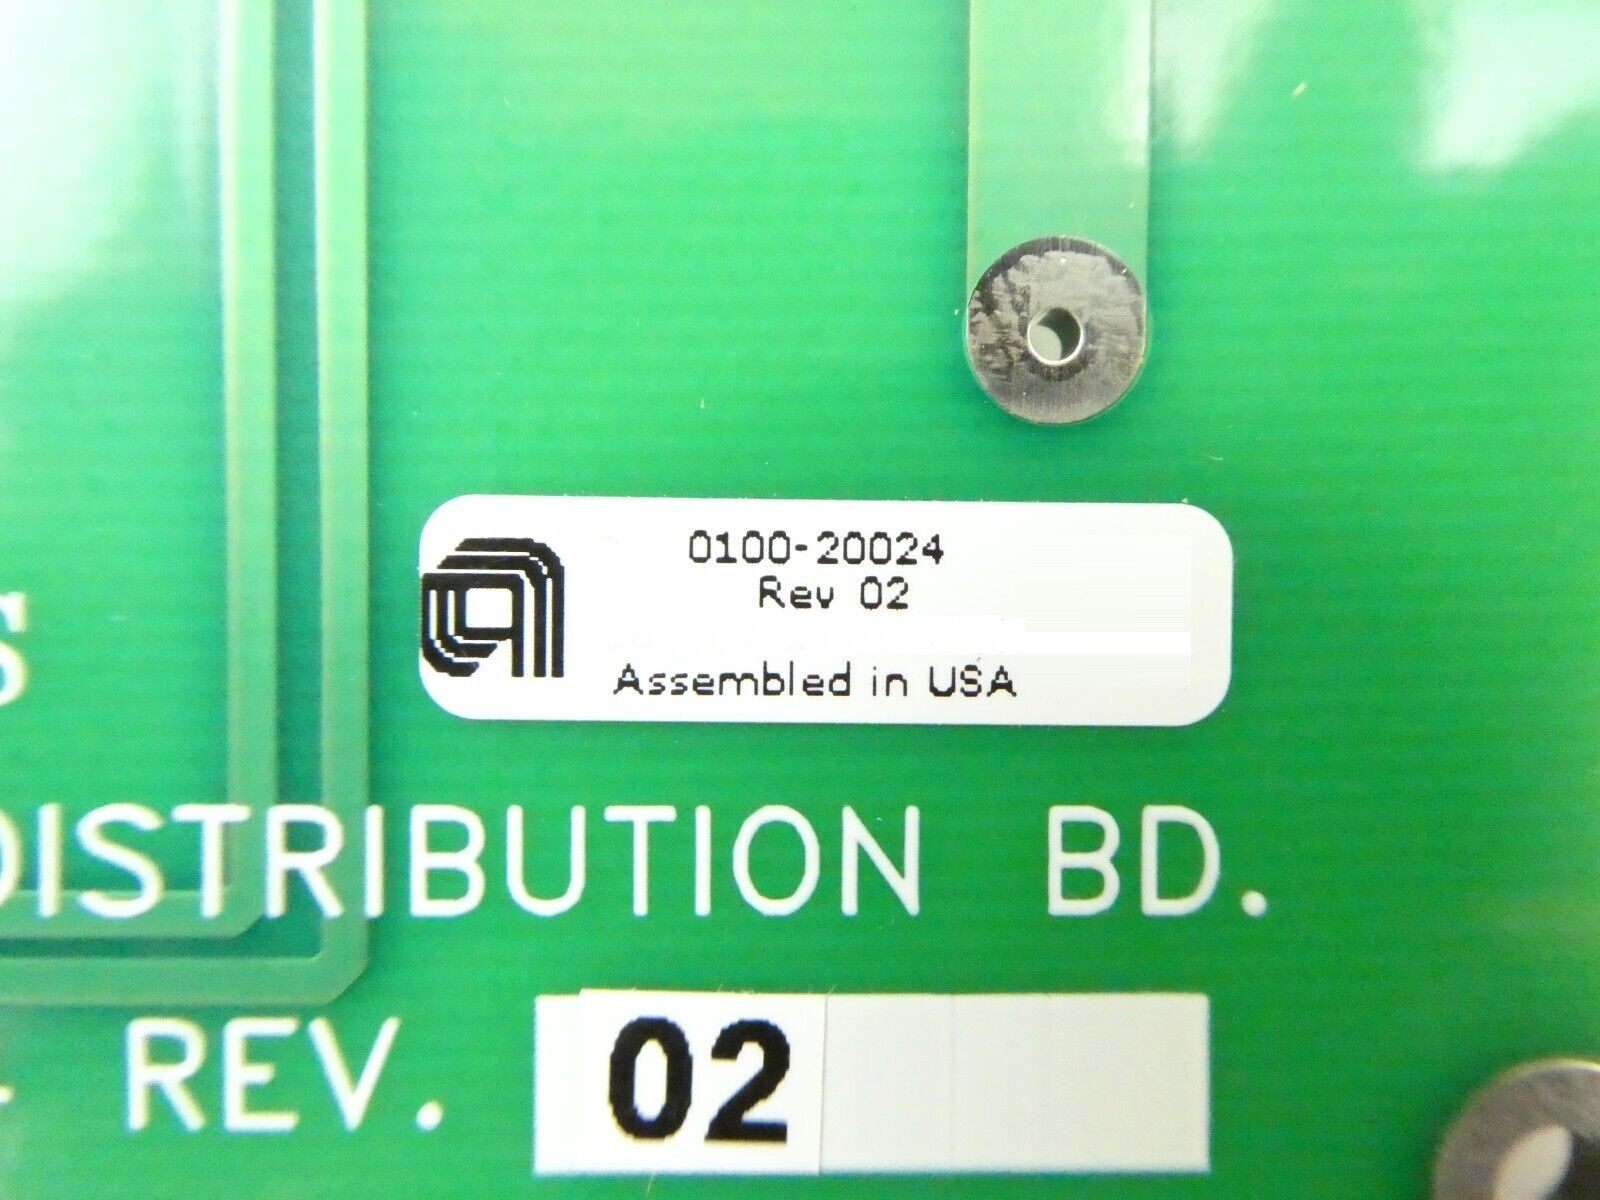 0100-20024
Rev 02
Assembled in USA
S
DISTRIBUTION BD.
REV. 02